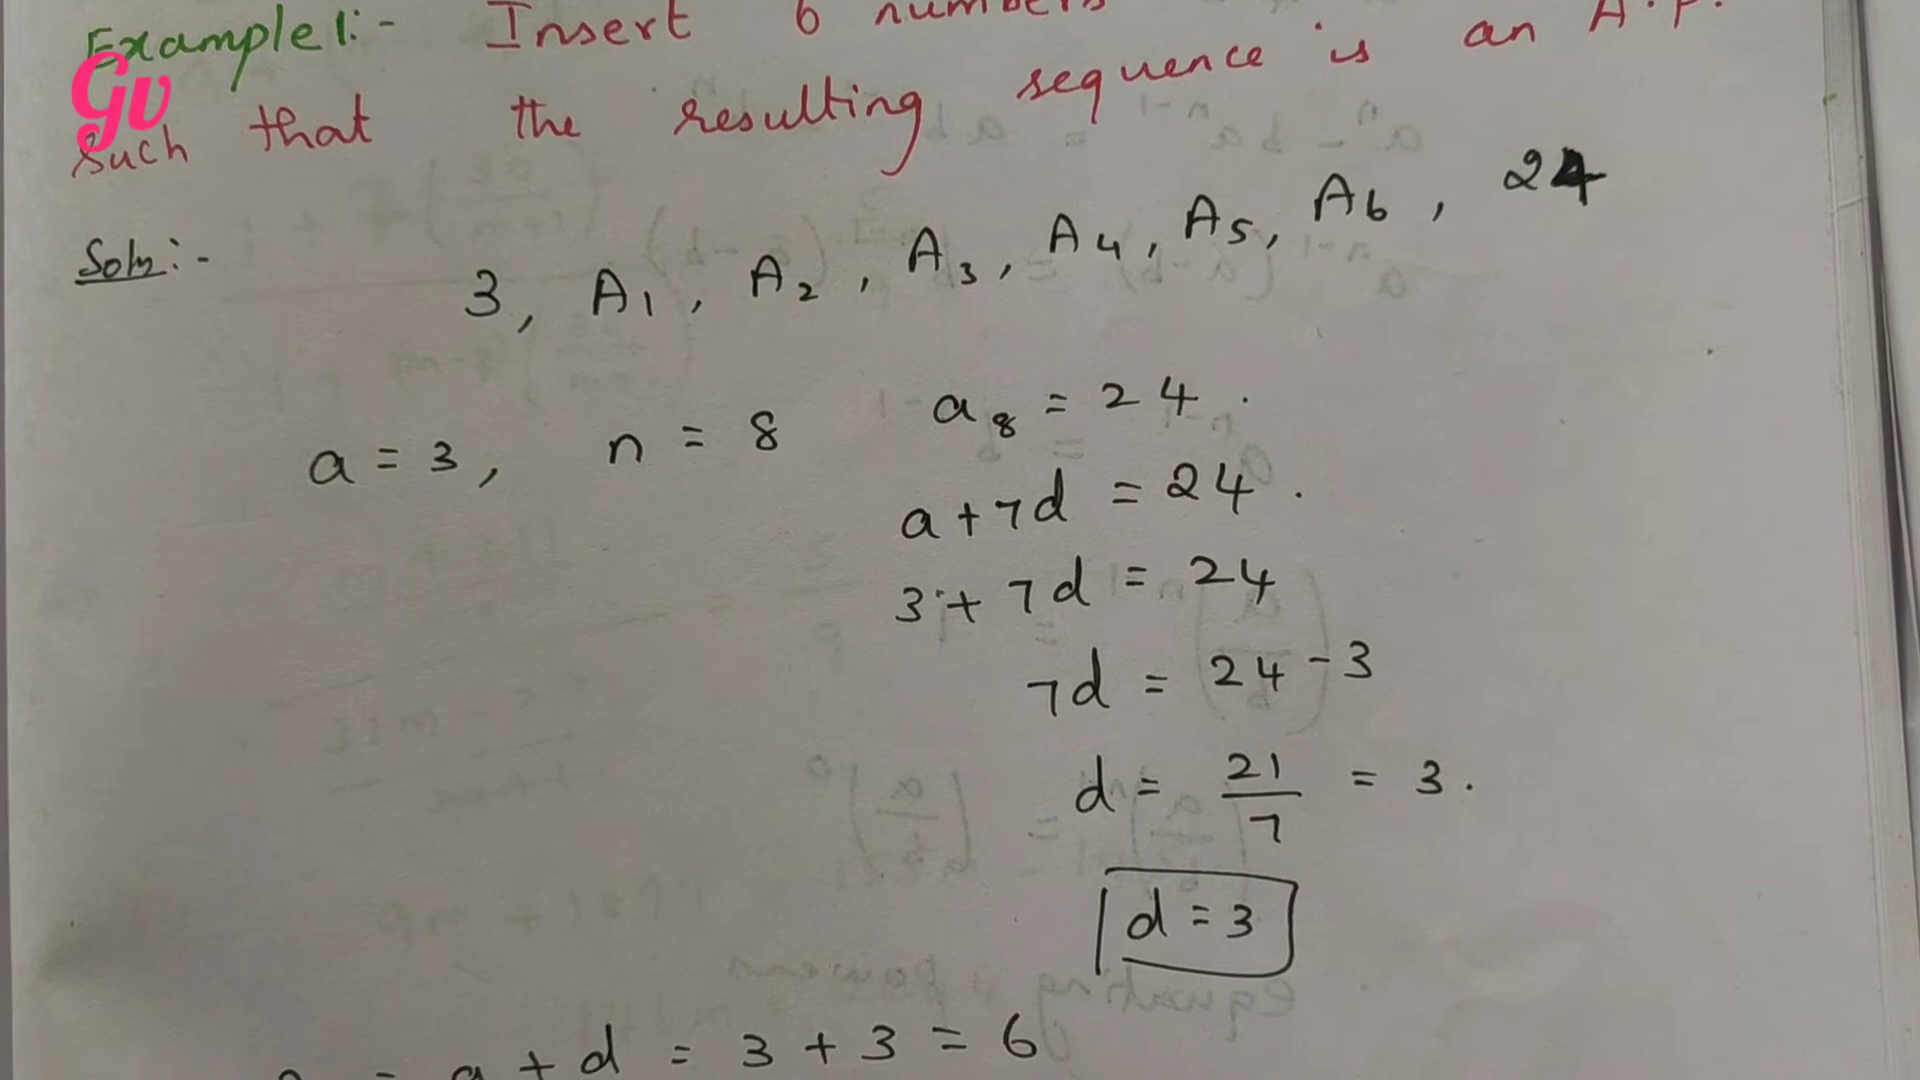 Example 1:- Insert 6 numbers
such that the resulting sequence is an A.P.
Soln:-
3, A1, A2, A3, A4, A5, A6, 24
a = 3, n = 8
a8 = 24.
a + 7d = 24.
3 + 7d = 24
7d = 24 - 3
d = 21/7 = 3.
d = 3
a + d = 3 + 3 = 6
GV